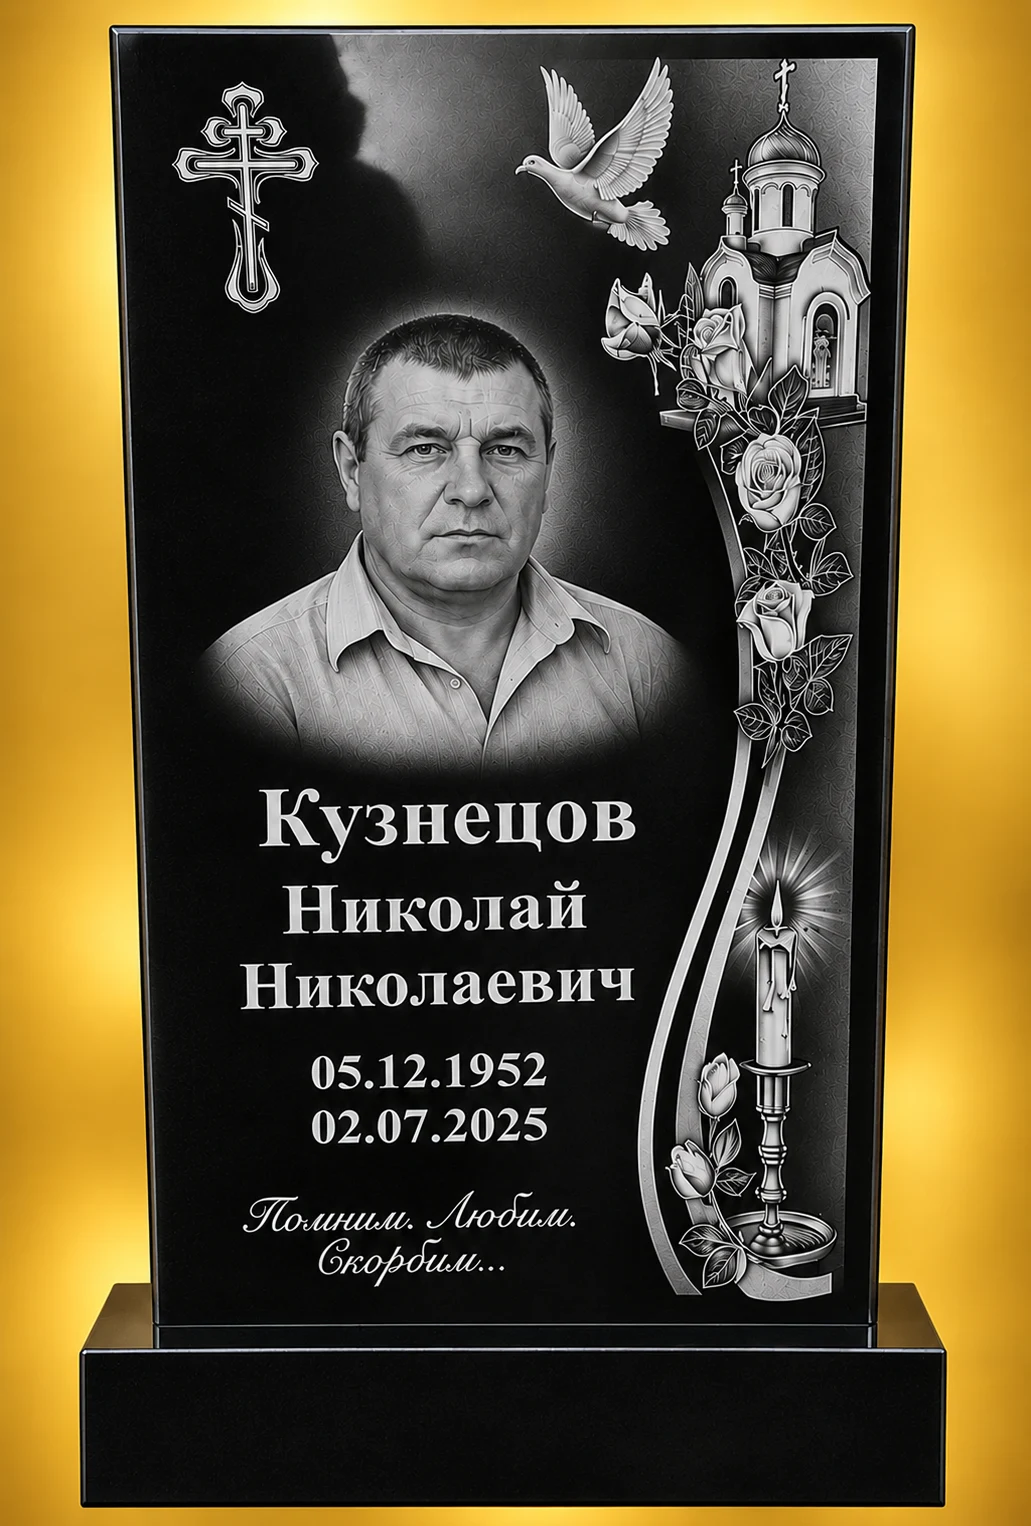 Кузнецов
Николай
Николаевич
05.12.1952
02.07.2025
Помним. Любим.
Скорбим...